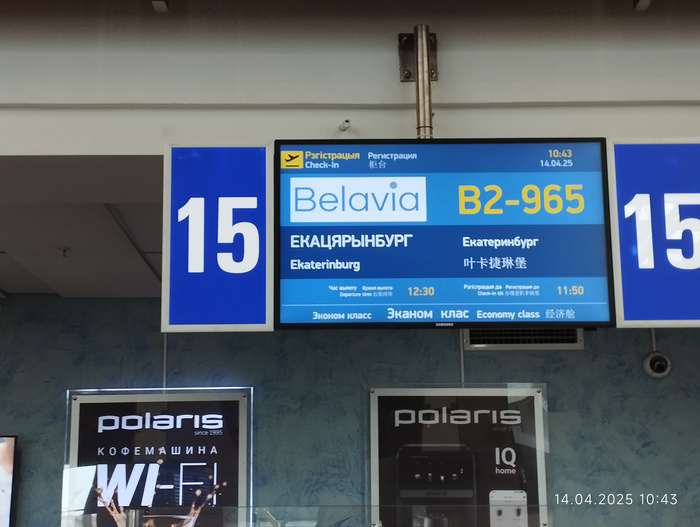 15
Рэгістрацыя Регистрация 10:43
Check-In 柜台 14.04.25
Belavia B2-965
ЕКАЦЯРЫНБУРГ Екатеринбург
Ekaterinburg 叶卡捷琳堡
Час вылету Время вылета 12:30 Рэгістрацыя да Регистрация до 11:50
Departure time Check-in till
Эконом класс Эканом клас Economy class 经济舱
SAMSUNG
15
polaris
since 1995
КОФЕМАШИНА
WI-FI
polaris
IQ
home
14.04.2025 10:43